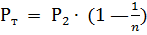 Pт = P2· (1 —1/n)